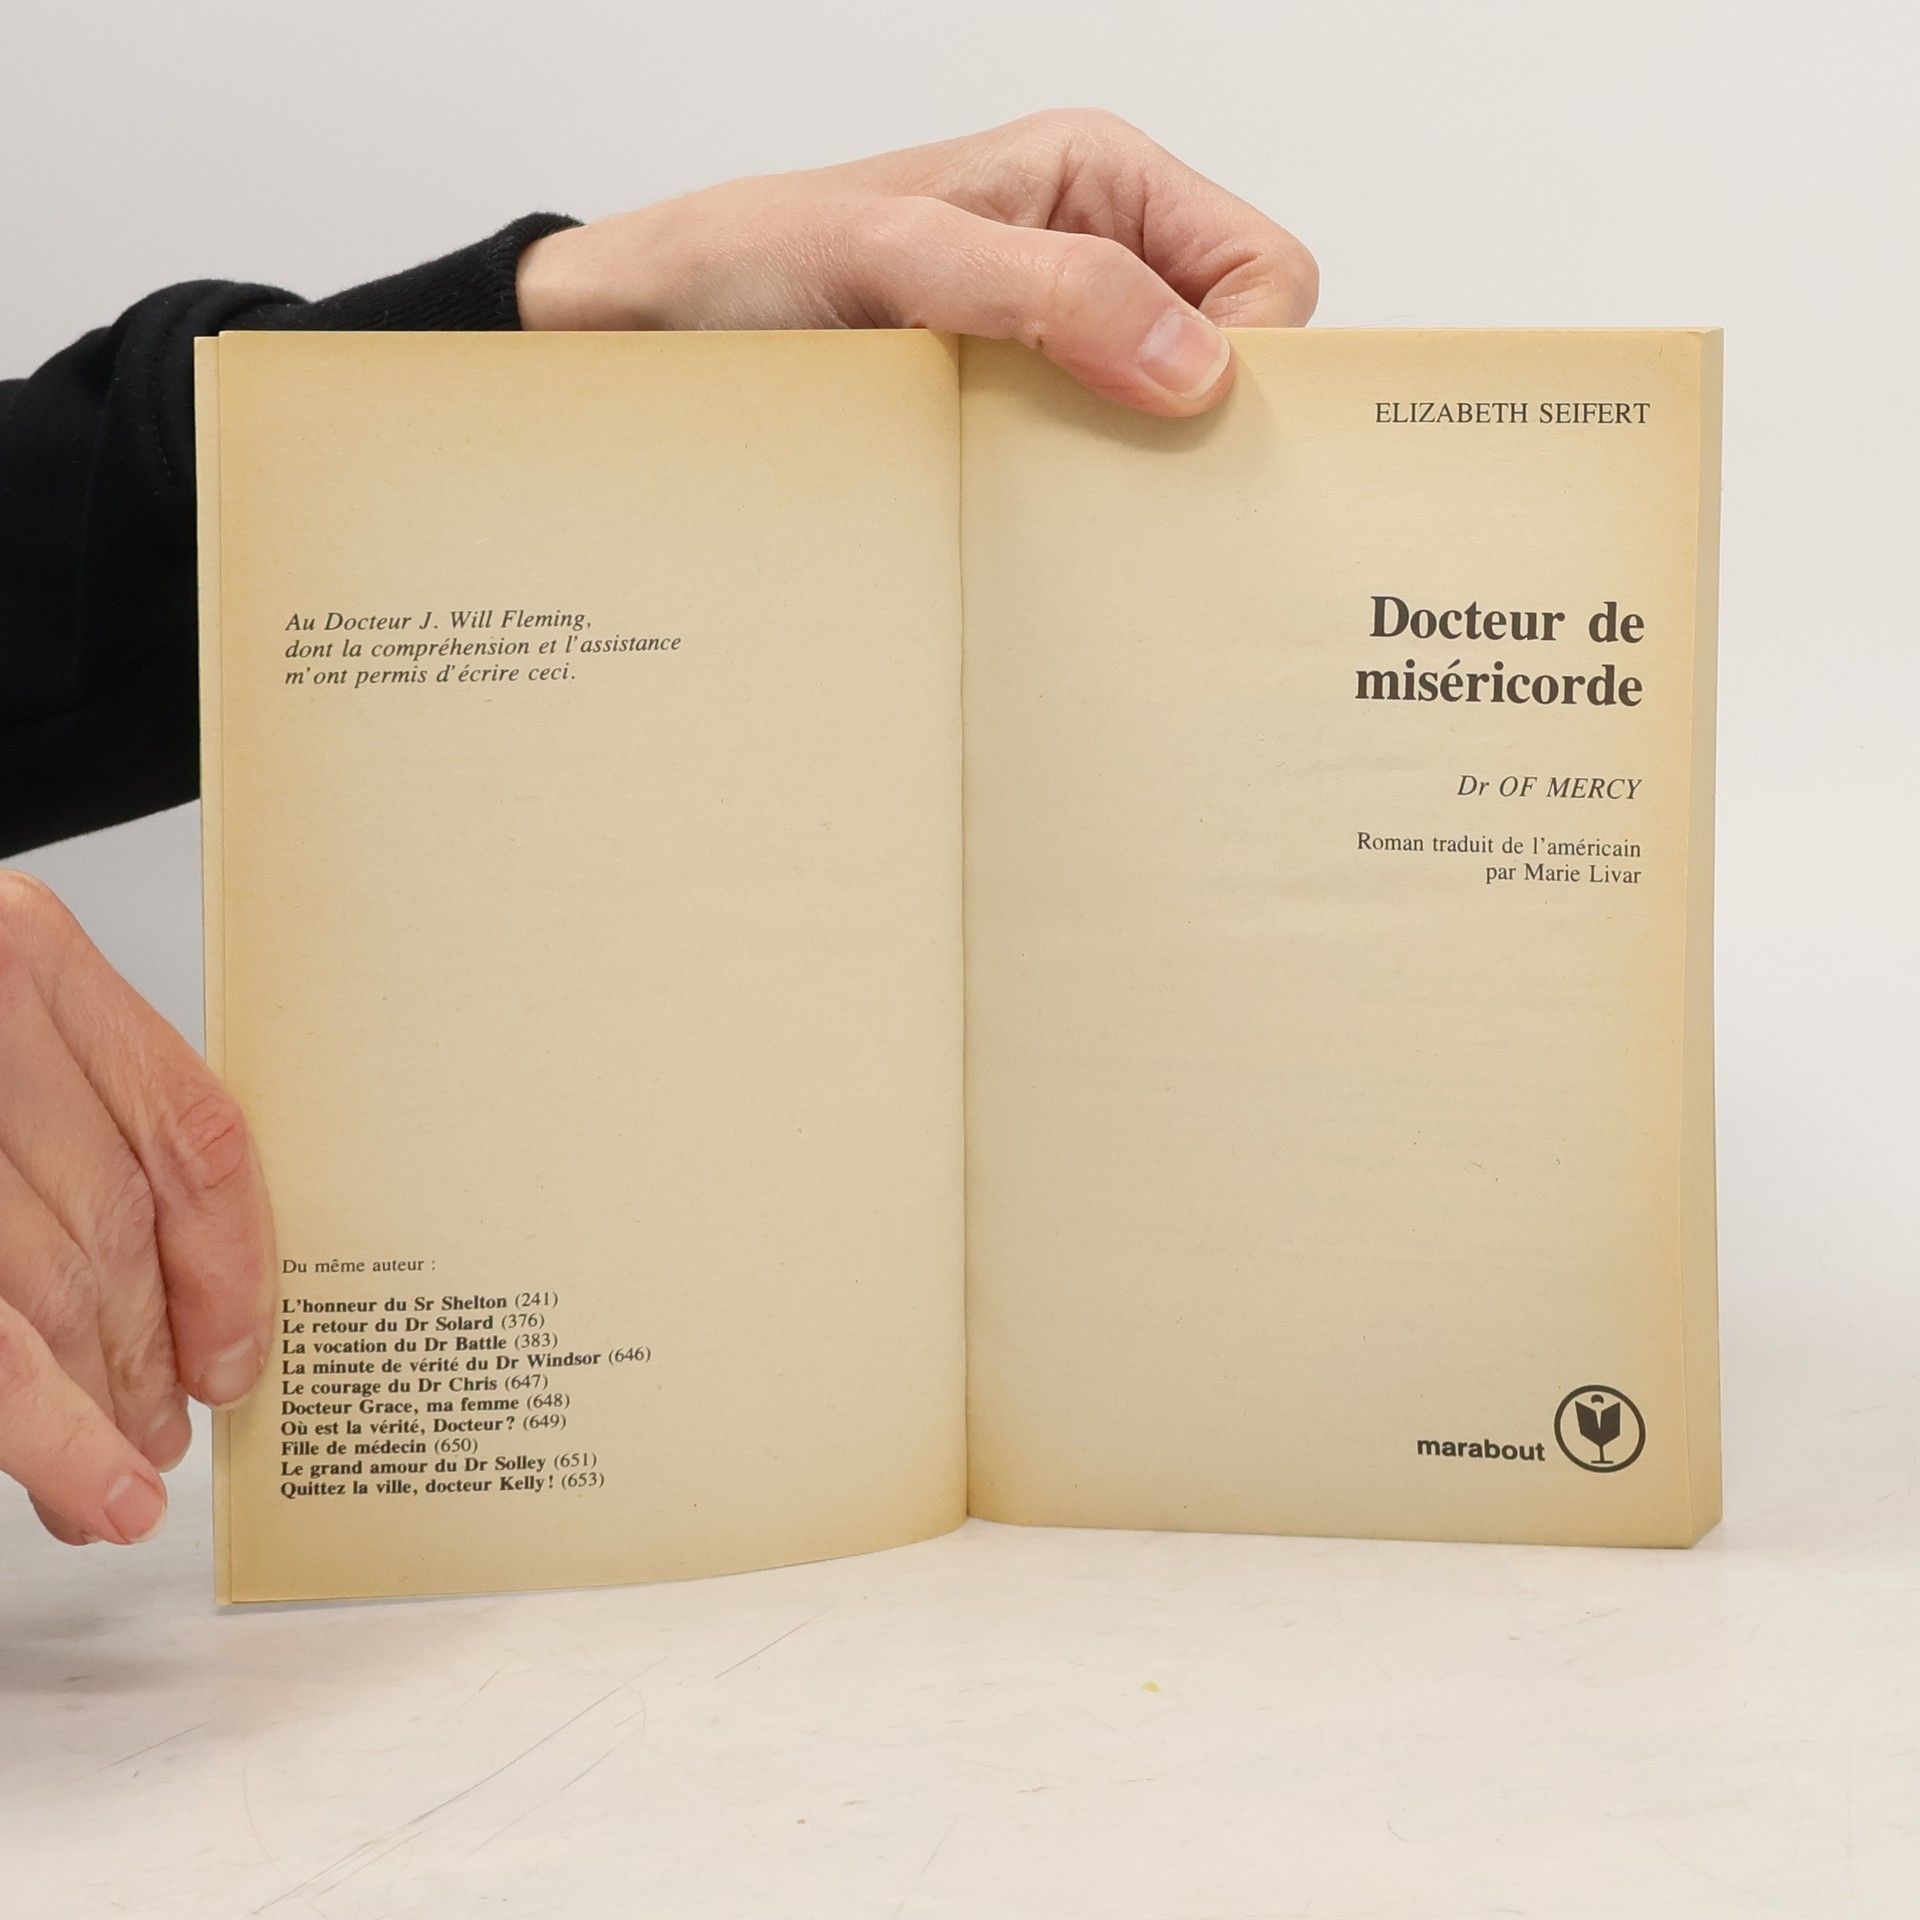 Au Docteur J. Will Fleming,
dont la compréhension et l'assistance
m'ont permis d'écrire ceci.
Du même auteur :
L'honneur du Sr Shelton (241)
Le retour du Dr Solard (376)
La vocation du Dr Battle (383)
La minute de vérité du Dr Windsor (646)
Le courage du Dr Chris (647)
Docteur Grace, ma femme (648)
Où est la vérité, Docteur? (649)
Fille de médecin (650)
Le grand amour du Dr Solley (651)
Quittez la ville, docteur Kelly! (653)
ELIZABETH SEIFERT
Docteur de
miséricorde
Dr OF MERCY
Roman traduit de l'américain
par Marie Livar
marabout